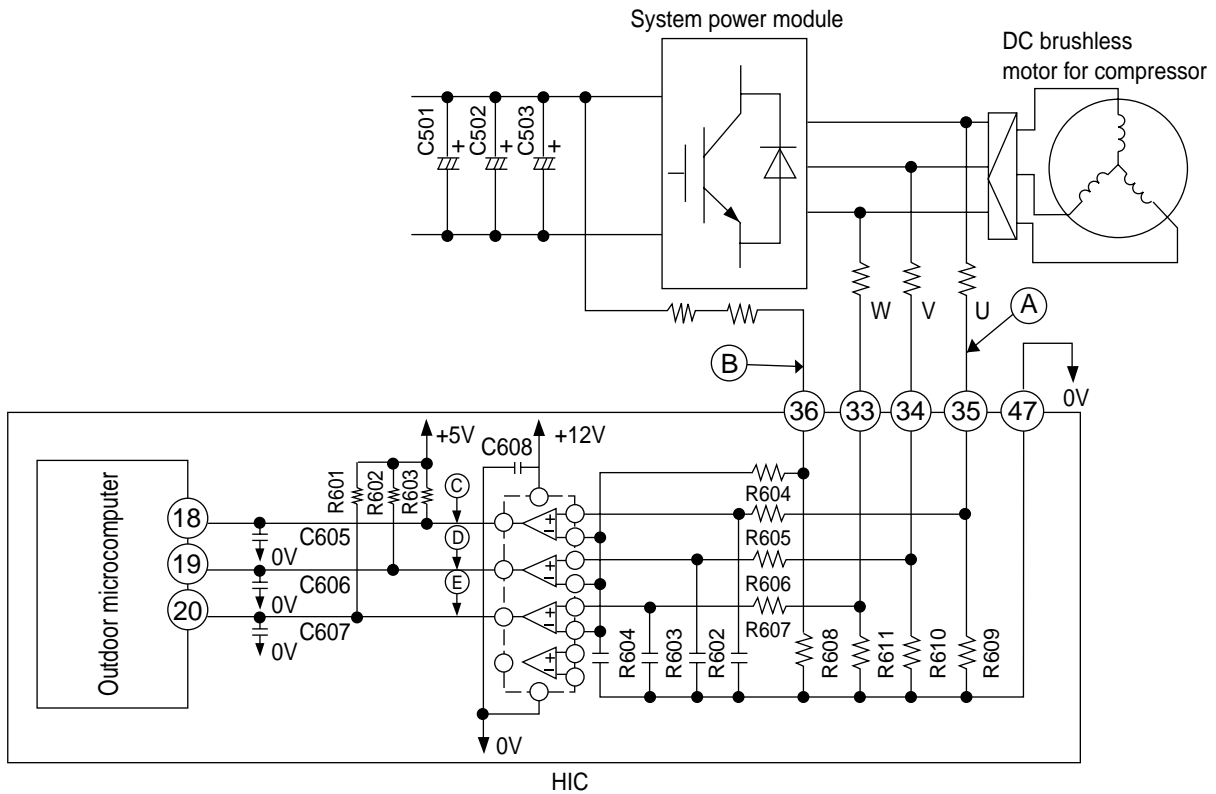 System power module
DC brushless
motor for compressor
C501
+
C502
+
C503
+
W
V
U
A
B
36
33
34
35
47
0V
Outdoor microcomputer
18
19
20
+5V
C608
+12V
R601
R602
R603
C
D
E
C605
0V
C606
0V
C607
0V
+
−
+
−
+
−
+
−
R604
R605
R606
R607
R604
R603
R602
R608
R611
R610
R609
0V
HIC